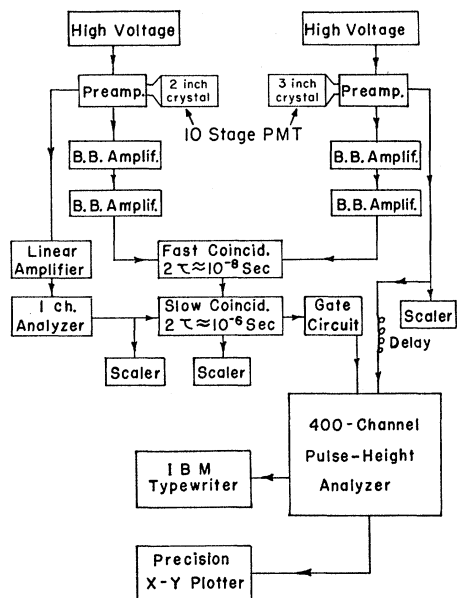 High Voltage
High Voltage
Preamp.
2 inch
crystal
3 inch
crystal
Preamp.
10 Stage PMT
B.B. Amplif.
B.B. Amplif.
B.B. Amplif.
B.B. Amplif.
Linear
Amplifier
Fast Coincid.
2 τ ≈ 10⁻⁸ Sec
1 ch.
Analyzer
Slow Coincid.
2 τ ≈ 10⁻⁶ Sec
Gate
Circuit
Scaler
Delay
Scaler
Scaler
400-Channel
Pulse-Height
Analyzer
IBM
Typewriter
Precision
X-Y Plotter